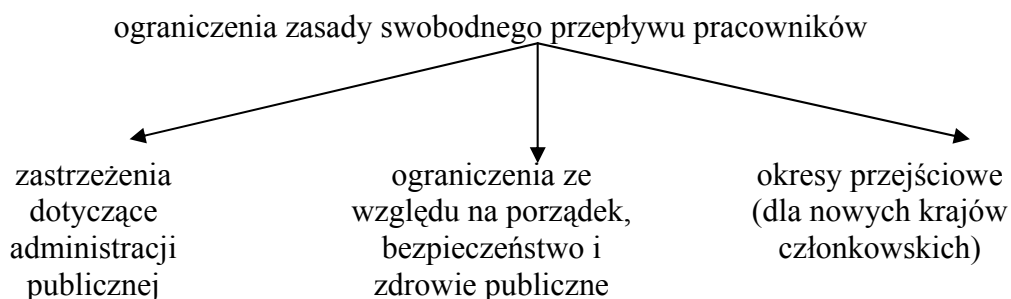 ograniczenia zasady swobodnego przepływu pracowników
zastrzeżenia
dotyczące
administracji
publicznej
ograniczenia ze
względu na porządek,
bezpieczeństwo i
zdrowie publiczne
okresy przejściowe
(dla nowych krajów
członkowskich)